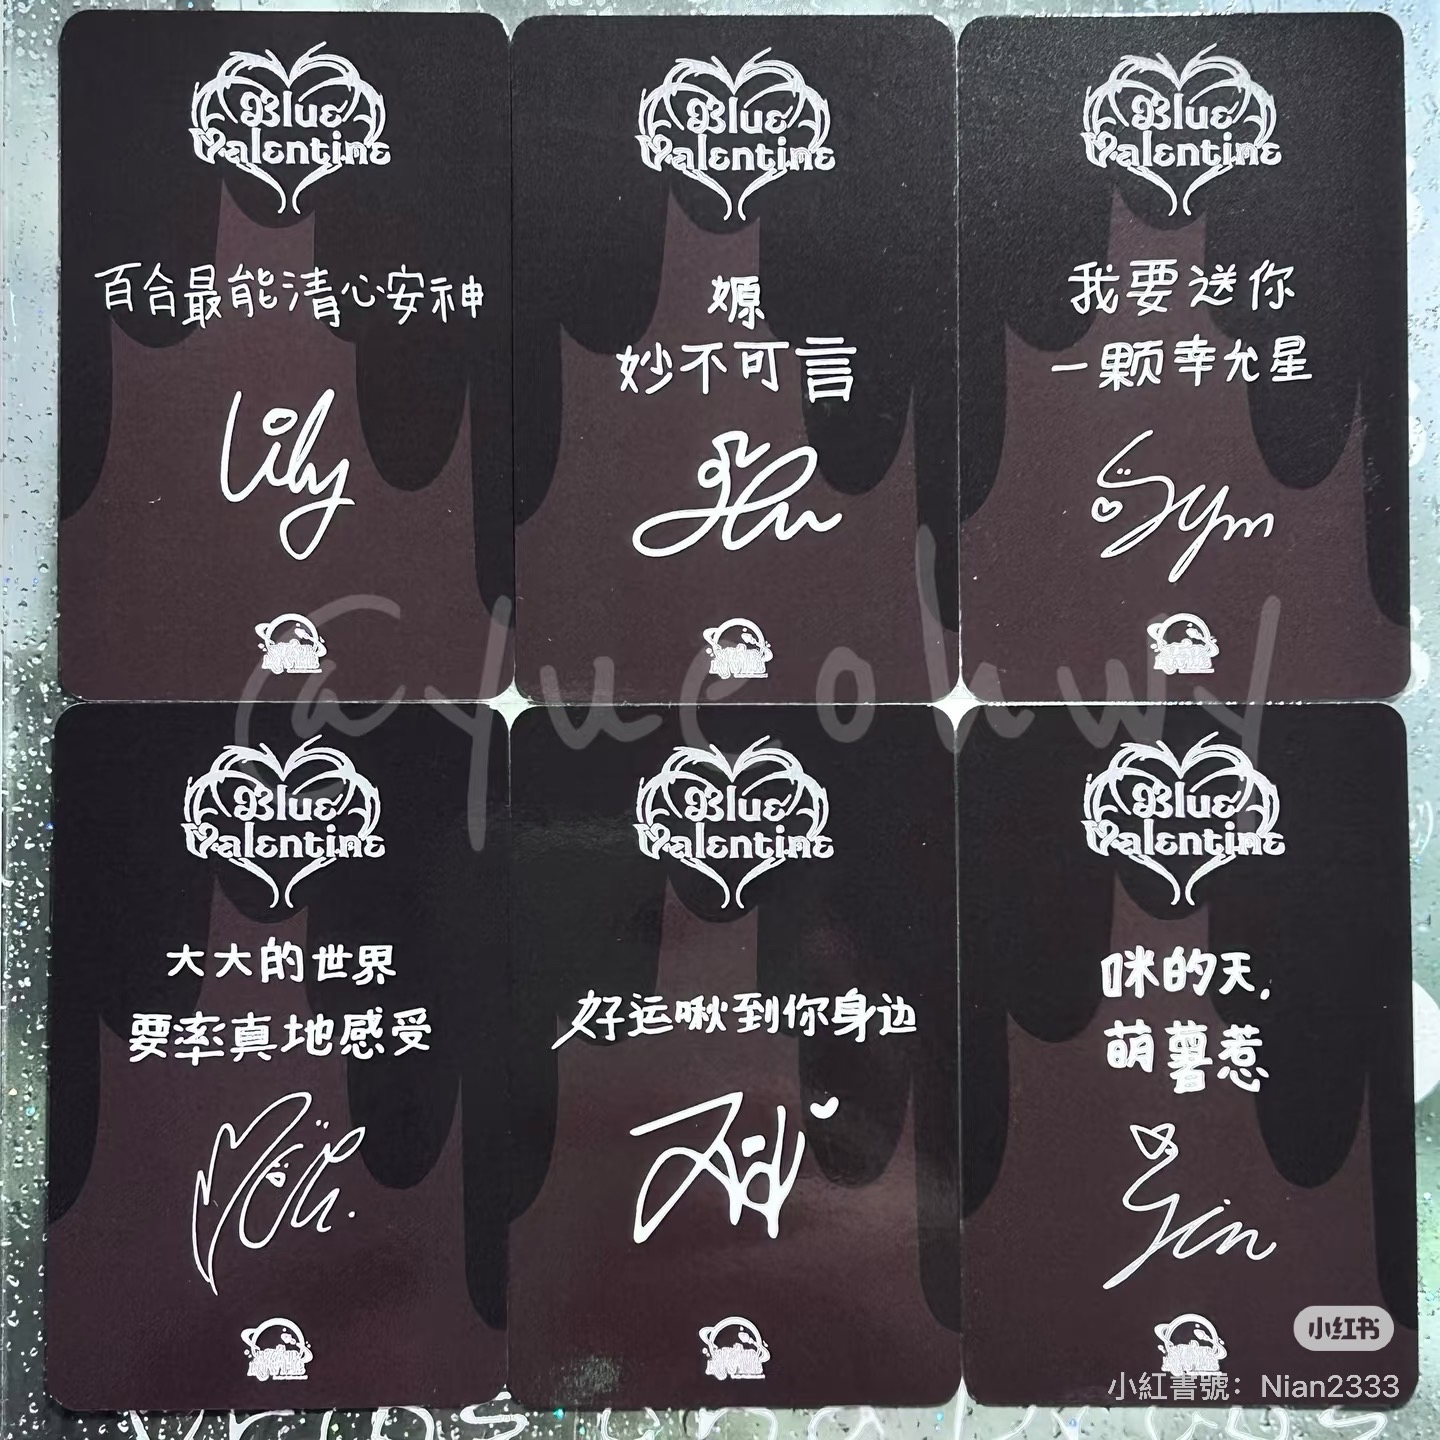 Blue
Valentine
百合最能清心安神
Lily
Blue
Valentine
嫄
妙不可言
Blue
Valentine
我要送你
一颗幸允星
Sym
@yucohwy
Blue
Valentine
大大的世界
要率真地感受
Blue
Valentine
好运啾到你身边
Blue
Valentine
咪的天,
萌薯惹
Jin
小红书
小紅書號: Nian2333